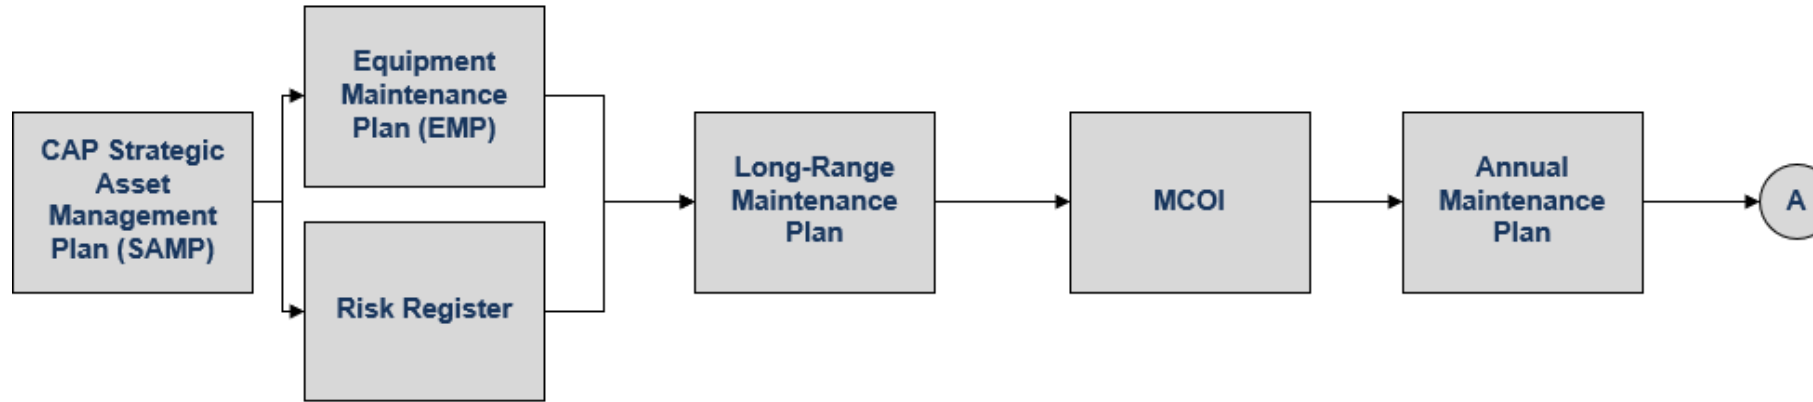 Equipment
Maintenance
Plan (EMP)
CAP Strategic
Asset
Management
Plan (SAMP)
Risk Register
Long-Range
Maintenance
Plan
MCOI
Annual
Maintenance
Plan
A